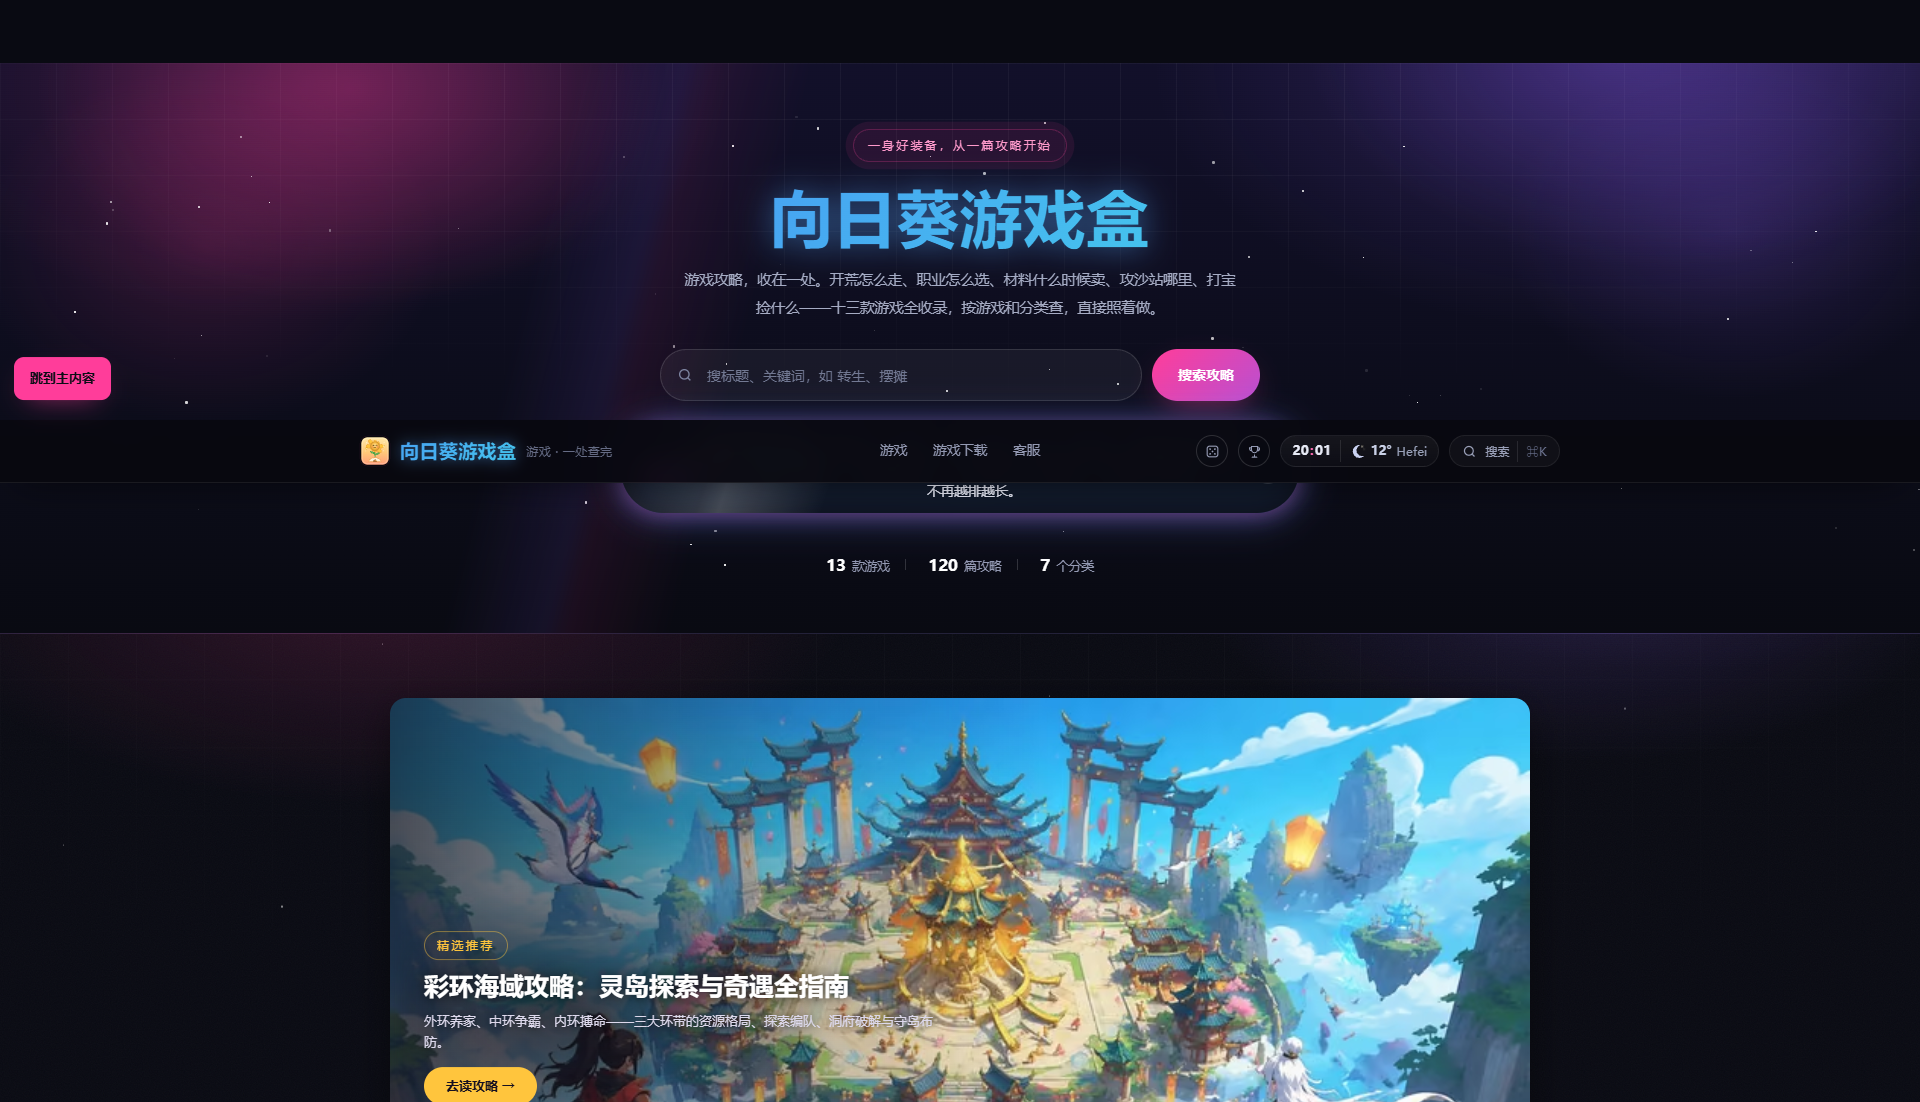 一身好装备，从一篇攻略开始
向日葵游戏盒
游戏攻略，收在一处。开荒怎么走、职业怎么选、材料什么时候卖、攻沙站哪里、打宝
捡什么——十三款游戏全收录，按游戏和分类查，直接照着做。
跳到主内容
搜标题、关键词，如 转生、摆摊
搜索攻略
向日葵游戏盒 游戏 · 一处查完
游戏 游戏下载 客服
20:01 12° Hefei
搜索 ⌘K
不再越排越长。
13 款游戏 120 篇攻略 7 个分类
精选推荐
彩环海域攻略：灵岛探索与奇遇全指南
外环养家、中环争霸、内环搏命——三大环带的资源格局、探索编队、洞府破解与守岛布
防。
去读攻略 →